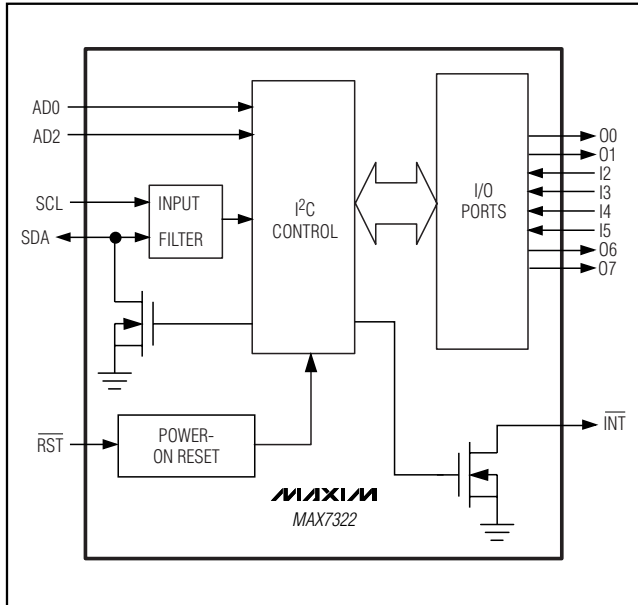 AD0
AD2
SCL
SDA
INPUT
FILTER
I²C
CONTROL
I/O
PORTS
O0
O1
I2
I3
I4
I5
O6
O7
RST
POWER-
ON RESET
INT
MAXIM
MAX7322